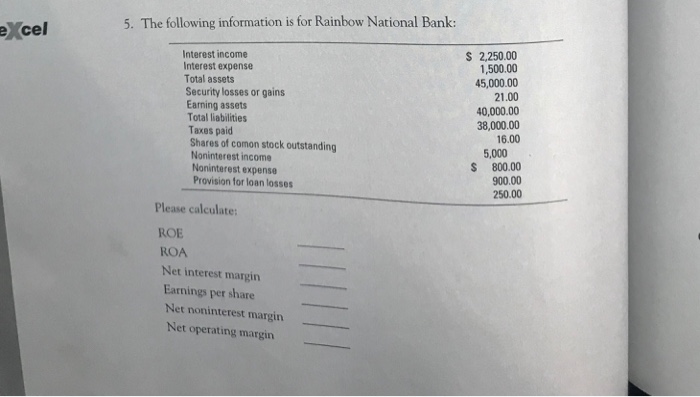 eXcel
5. The following information is for Rainbow National Bank:
Interest income $ 2,250.00
Interest expense 1,500.00
Total assets 45,000.00
Security losses or gains 21.00
Earning assets 40,000.00
Total liabilities 38,000.00
Taxes paid 16.00
Shares of comon stock outstanding 5,000
Noninterest income $ 800.00
Noninterest expense 900.00
Provision for loan losses 250.00
Please calculate:
ROE
ROA
Net interest margin
Earnings per share
Net noninterest margin
Net operating margin